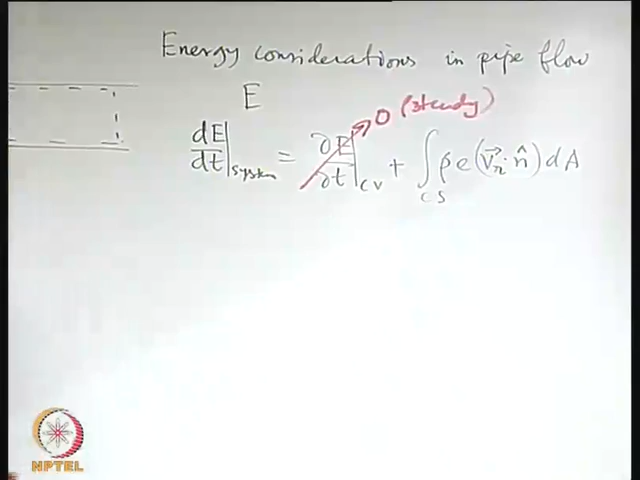 Energy considerations in pipe flow
E
0 (steady)
dE/dt|system = ∂E/∂t|CV + ∫CS ρe(v⃗r·n̂)dA
NPTEL